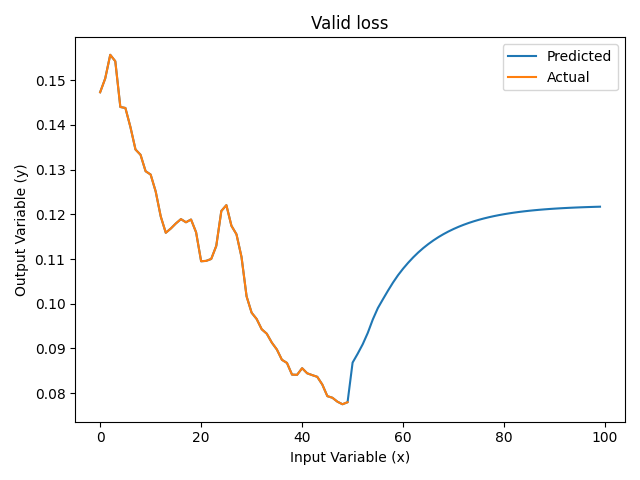 Valid loss
Predicted
Actual
Output Variable (y)
0.15
0.14
0.13
0.12
0.11
0.10
0.09
0.08
0
20
40
60
80
100
Input Variable (x)